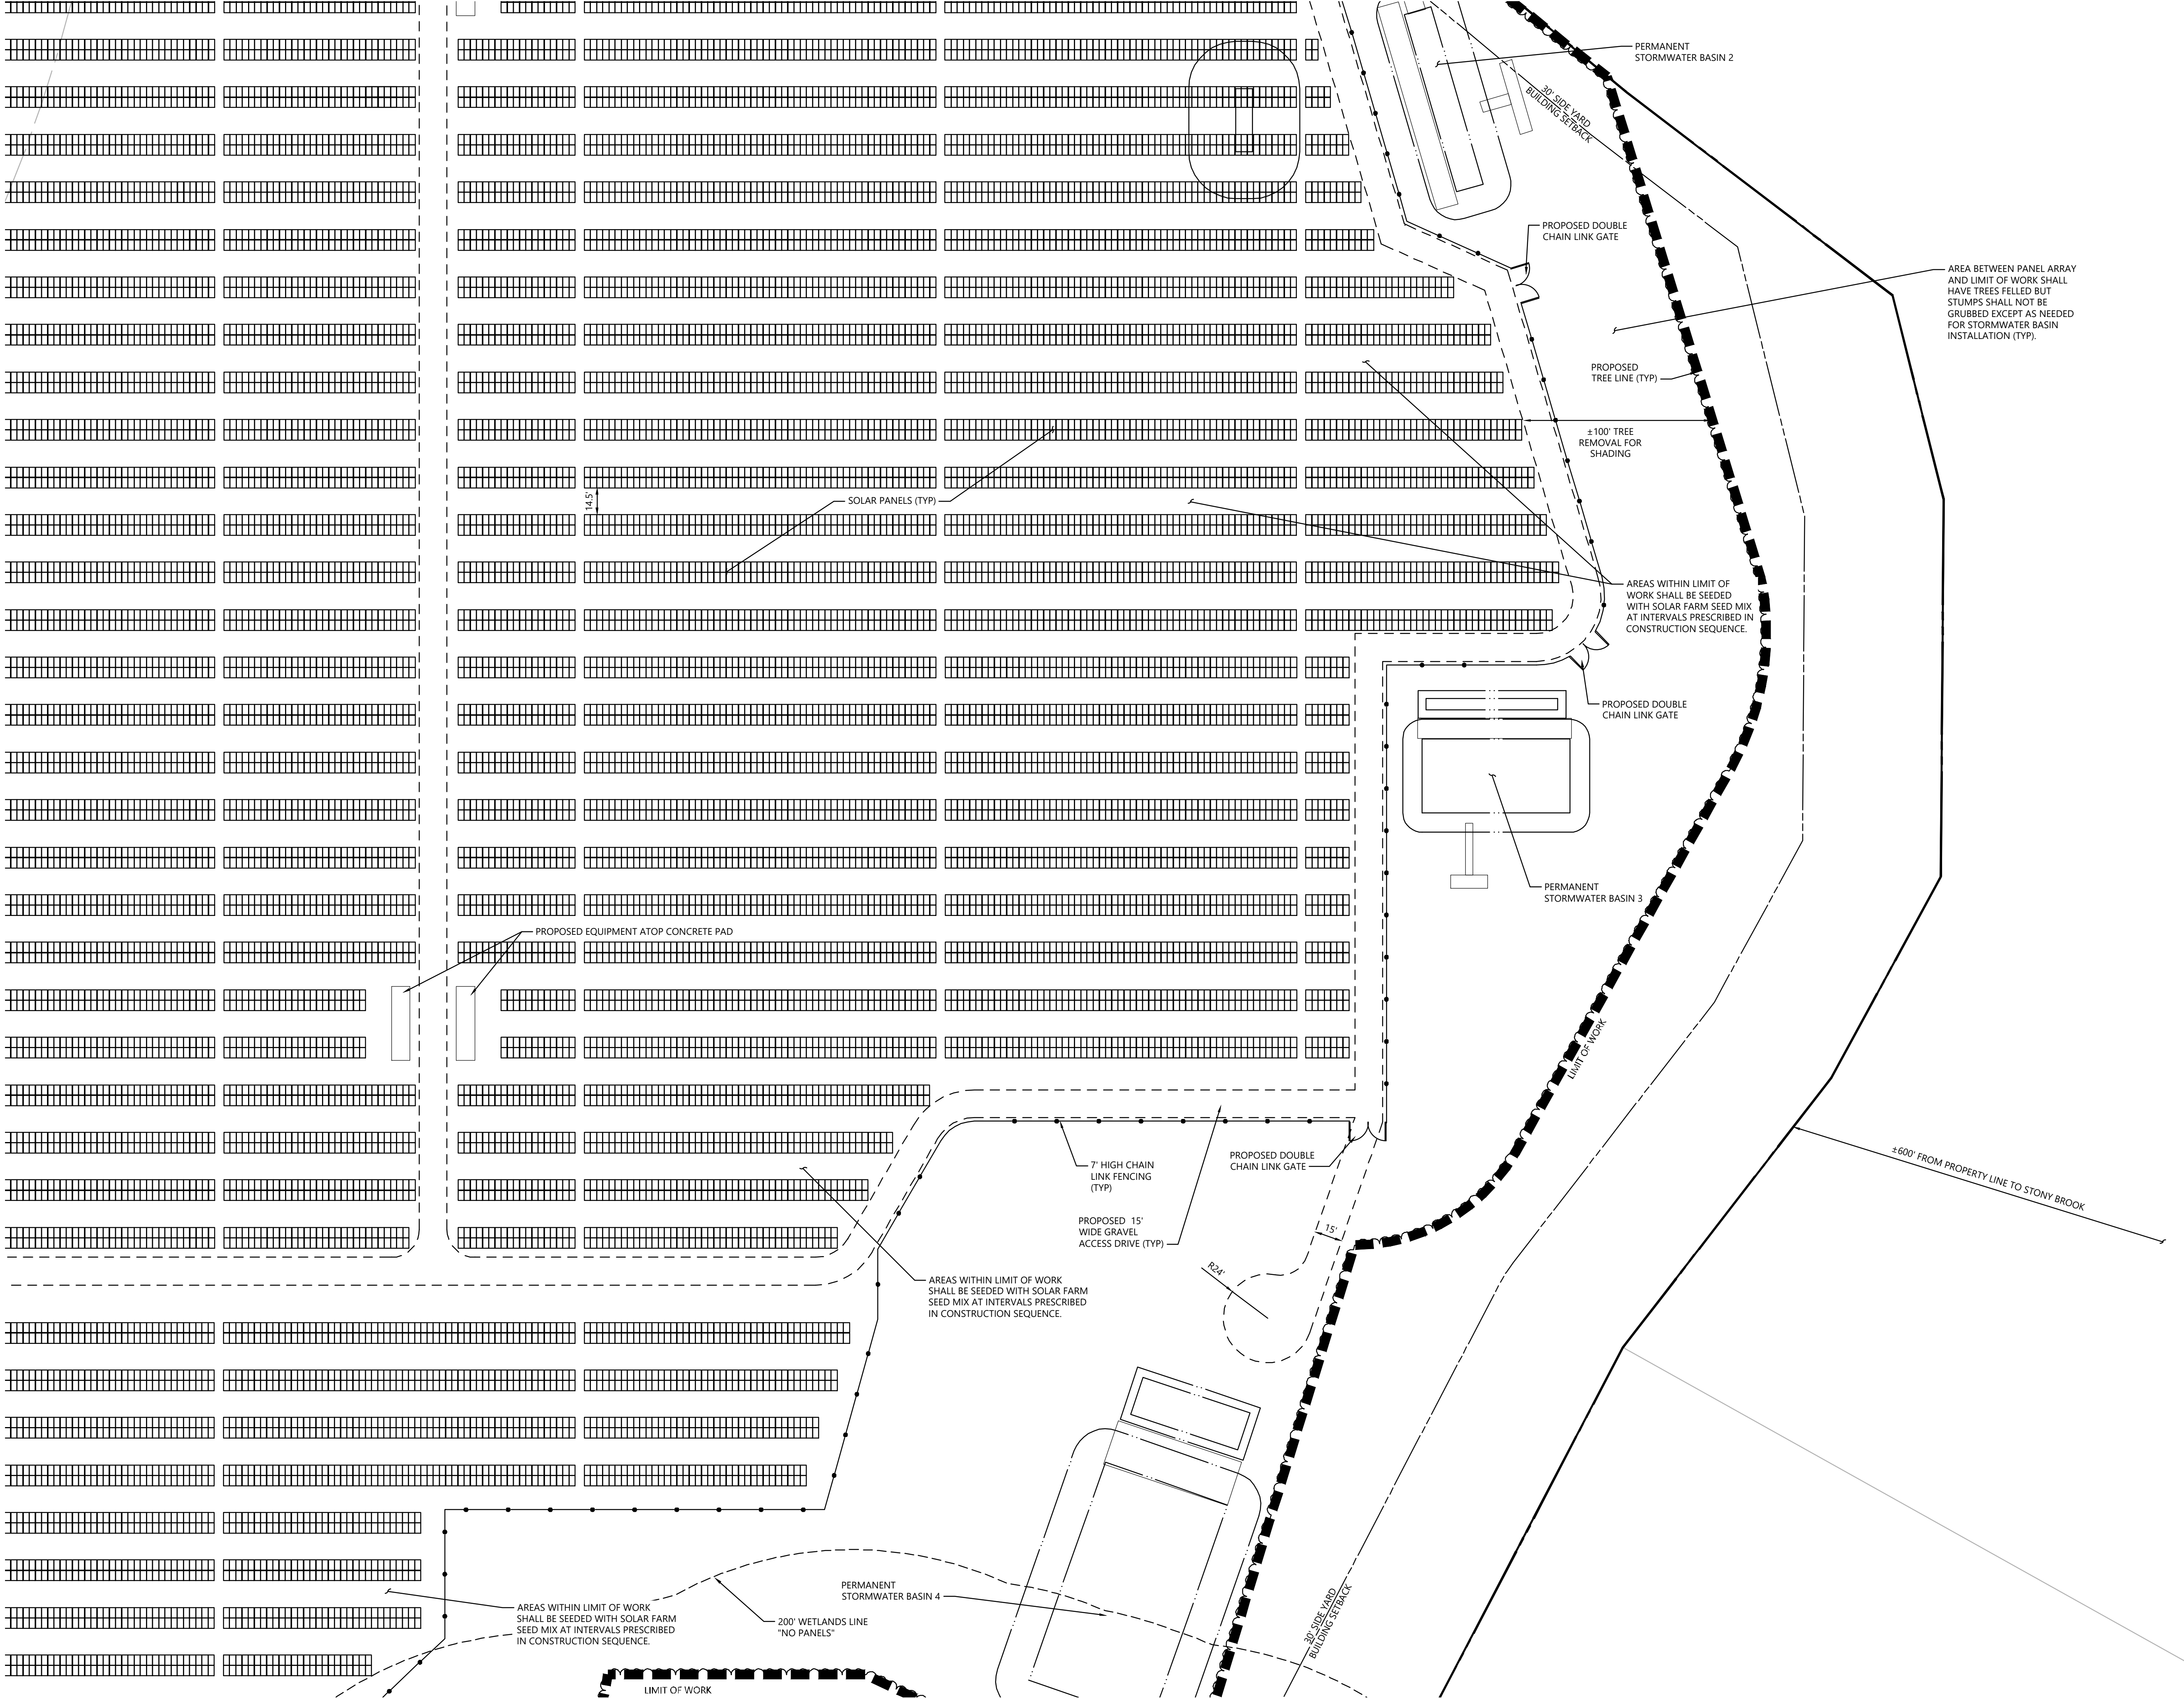 PERMANENT
STORMWATER BASIN 2
30' SIDE YARD
BUILDING SETBACK
PROPOSED DOUBLE
CHAIN LINK GATE
AREA BETWEEN PANEL ARRAY
AND LIMIT OF WORK SHALL
HAVE TREES FELLED BUT
STUMPS SHALL NOT BE
GRUBBED EXCEPT AS NEEDED
FOR STORMWATER BASIN
INSTALLATION (TYP).
PROPOSED
TREE LINE (TYP)
±100' TREE
REMOVAL FOR
SHADING
14.5'
SOLAR PANELS (TYP)
AREAS WITHIN LIMIT OF
WORK SHALL BE SEEDED
WITH SOLAR FARM SEED MIX
AT INTERVALS PRESCRIBED IN
CONSTRUCTION SEQUENCE.
PROPOSED DOUBLE
CHAIN LINK GATE
PERMANENT
STORMWATER BASIN 3
PROPOSED EQUIPMENT ATOP CONCRETE PAD
LIMIT OF WORK
7' HIGH CHAIN
LINK FENCING
(TYP)
PROPOSED DOUBLE
CHAIN LINK GATE
±600' FROM PROPERTY LINE TO STONY BROOK
PROPOSED 15'
WIDE GRAVEL
ACCESS DRIVE (TYP)
15'
R24'
AREAS WITHIN LIMIT OF WORK
SHALL BE SEEDED WITH SOLAR FARM
SEED MIX AT INTERVALS PRESCRIBED
IN CONSTRUCTION SEQUENCE.
PERMANENT
STORMWATER BASIN 4
AREAS WITHIN LIMIT OF WORK
SHALL BE SEEDED WITH SOLAR FARM
SEED MIX AT INTERVALS PRESCRIBED
IN CONSTRUCTION SEQUENCE.
200' WETLANDS LINE
"NO PANELS"
30' SIDE YARD
BUILDING SETBACK
LIMIT OF WORK